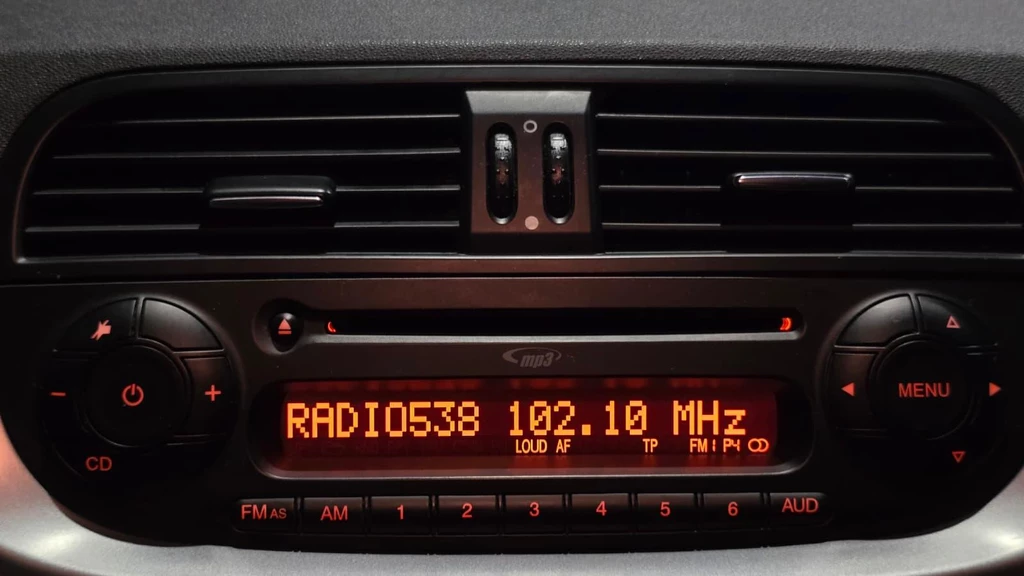 mp3
RADIO538 102.10 MHz
LOUD AF TP FM1 P4
CD
MENU
FM AS AM 1 2 3 4 5 6 AUD